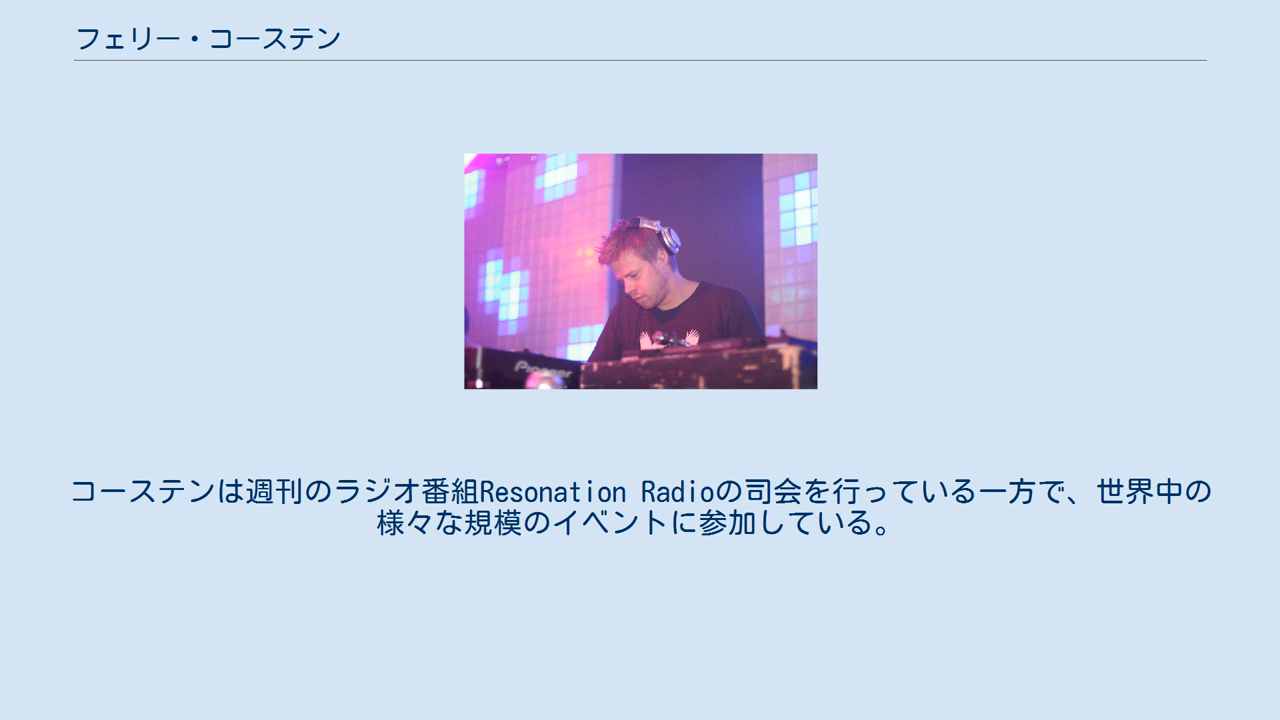 フェリー・コーステン
Pioneer
コーステンは週刊のラジオ番組Resonation Radioの司会を行っている一方で、世界中の
様々な規模のイベントに参加している。